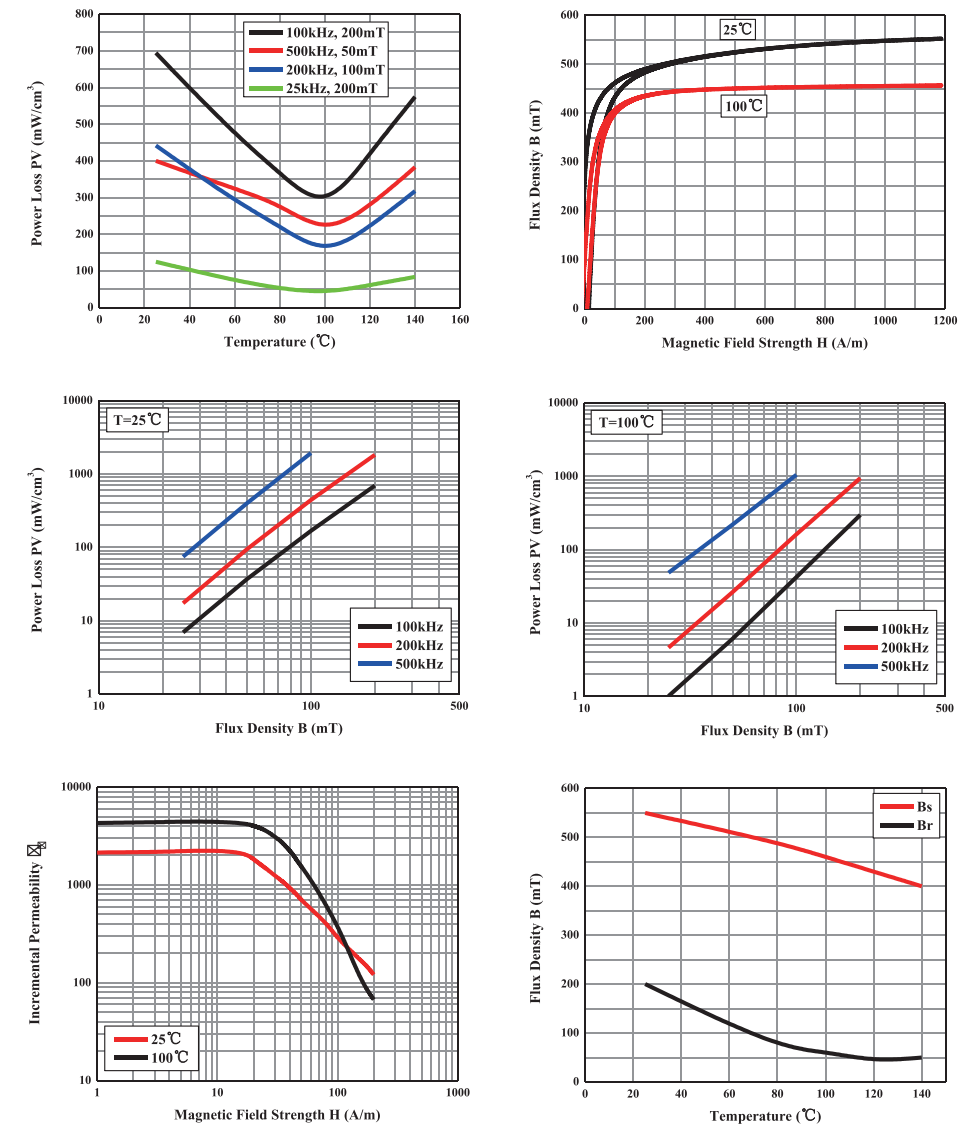 800
700
600
500
400
300
200
100
0
0 20 40 60 80 100 120 140 160
Power Loss PV (mW/cm³)
Temperature (℃)
100kHz, 200mT
500kHz, 50mT
200kHz, 100mT
25kHz, 200mT
600
500
400
300
200
100
0
0 200 400 600 800 1000 1200
Flux Density B (mT)
Magnetic Field Strength H (A/m)
25℃
100℃
10000
1000
100
10
1
10 100 500
Power Loss PV (mW/cm³)
Flux Density B (mT)
T=25℃
100kHz
200kHz
500kHz
10000
1000
100
10
1
10 100 500
Power Loss PV (mW/cm³)
Flux Density B (mT)
T=100℃
100kHz
200kHz
500kHz
10000
1000
100
10
1 10 100 1000
Incremental Permeability
Magnetic Field Strength H (A/m)
25℃
100℃
600
500
400
300
200
100
0
0 20 40 60 80 100 120 140
Flux Density B (mT)
Temperature (℃)
Bs
Br